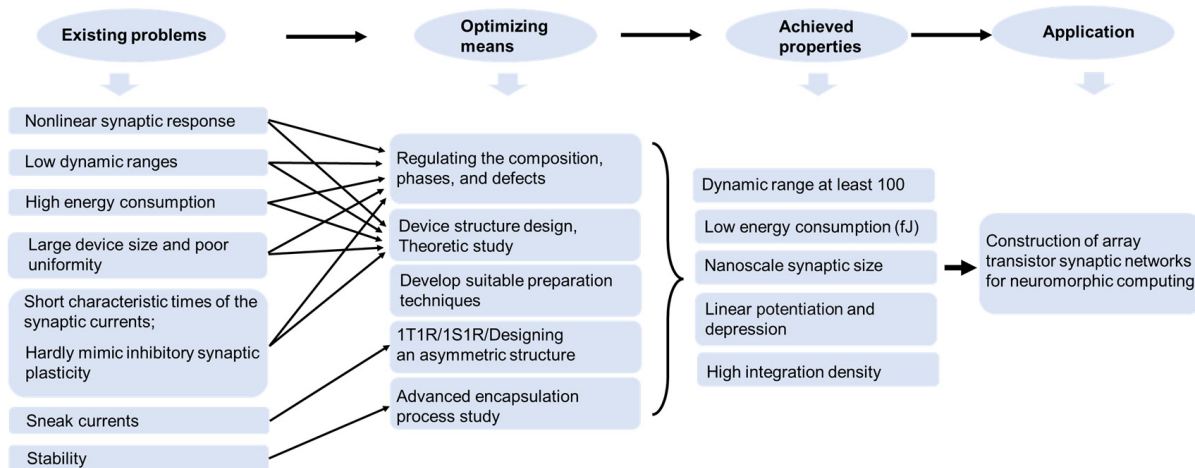 Existing problems
Optimizing
means
Achieved
properties
Application
Nonlinear synaptic response
Low dynamic ranges
High energy consumption
Large device size and poor
uniformity
Short characteristic times of the
synaptic currents;
Hardly mimic inhibitory synaptic
plasticity
Sneak currents
Stability
Regulating the composition,
phases, and defects
Device structure design,
Theoretic study
Develop suitable preparation
techniques
1T1R/1S1R/Designing
an asymmetric structure
Advanced encapsulation
process study
Dynamic range at least 100
Low energy consumption (fJ)
Nanoscale synaptic size
Linear potentiation and
depression
High integration density
Construction of array
transistor synaptic networks
for neuromorphic computing